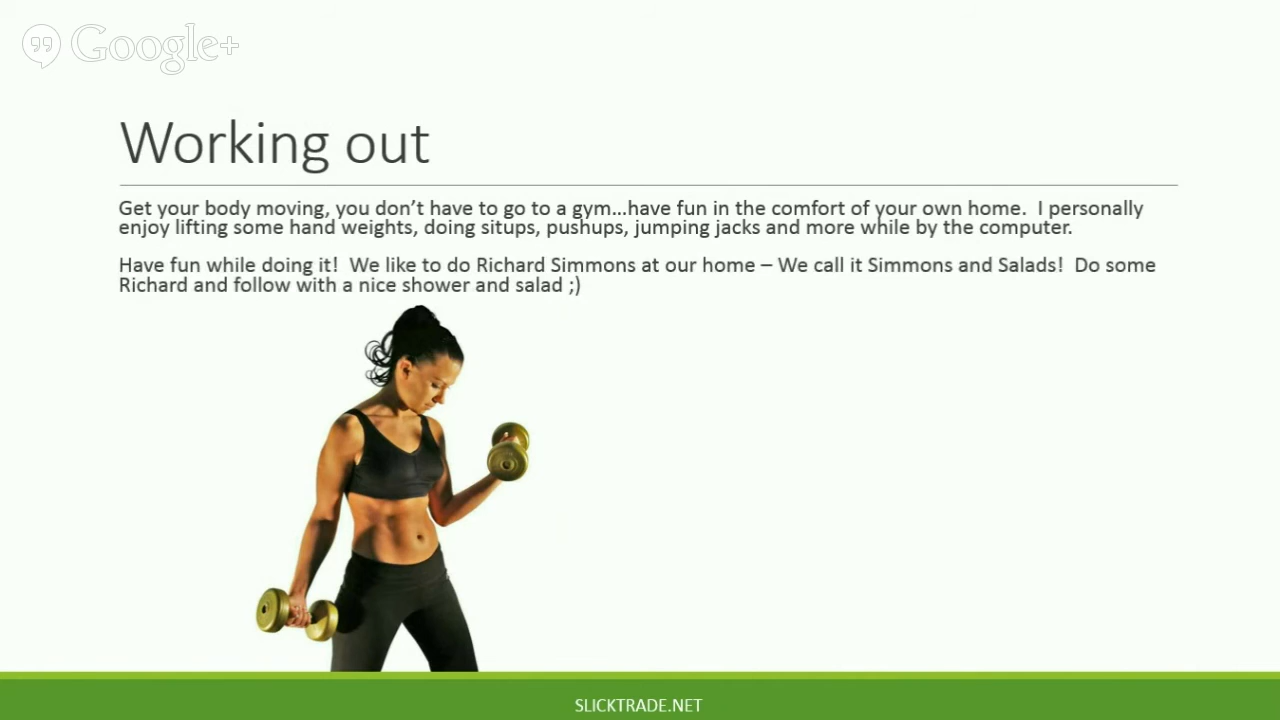 Google+
Working out
Get your body moving, you don’t have to go to a gym…have fun in the comfort of your own home.  I personally
enjoy lifting some hand weights, doing situps, pushups, jumping jacks and more while by the computer.
Have fun while doing it!  We like to do Richard Simmons at our home – We call it Simmons and Salads!  Do some
Richard and follow with a nice shower and salad ;)
SLICKTRADE.NET